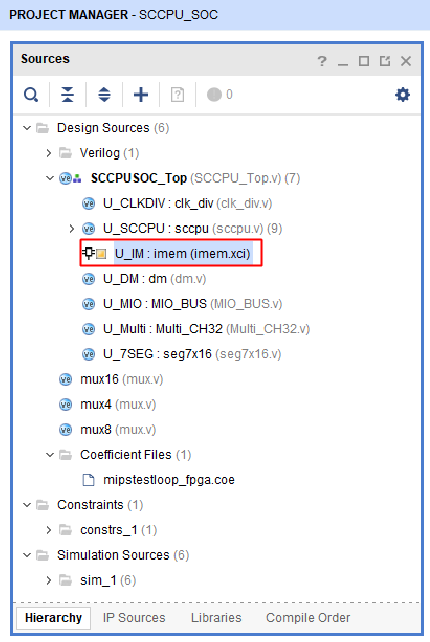 PROJECT MANAGER - SCCPU_SOC
Sources
? _
0
Design Sources (6)
Verilog (1)
SCCPUSOC_Top (SCCPU_Top.v) (7)
U_CLKDIV : clk_div (clk_div.v)
U_SCCPU : sccpu (sccpu.v) (9)
U_IM : imem (imem.xci)
U_DM : dm (dm.v)
U_MIO : MIO_BUS (MIO_BUS.v)
U_Multi : Multi_CH32 (Multi_CH32.v)
U_7SEG : seg7x16 (seg7x16.v)
mux16 (mux.v)
mux4 (mux.v)
mux8 (mux.v)
Coefficient Files (1)
mipstestloop_fpga.coe
Constraints (1)
constrs_1 (1)
Simulation Sources (6)
sim_1 (6)
Hierarchy IP Sources Libraries Compile Order